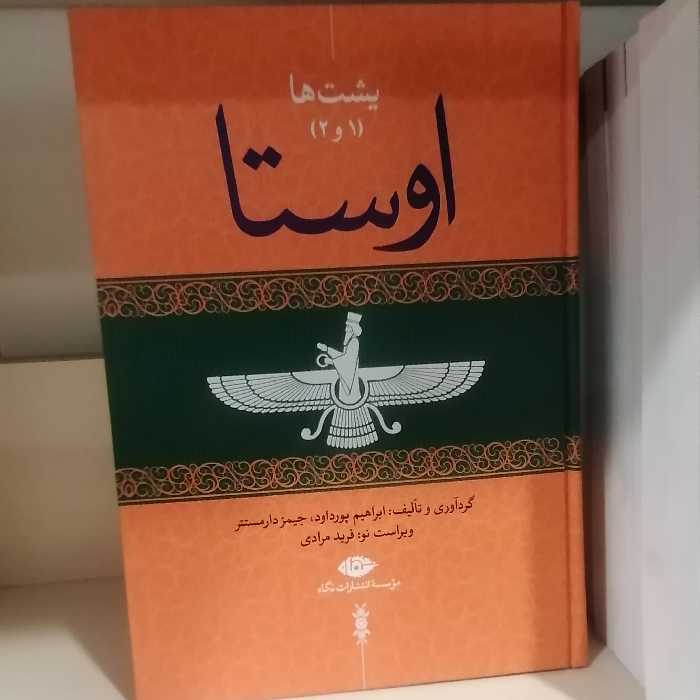 یشت‌ها
(۱ و ۲)
اوستا
گردآوری و تألیف: ابراهیم پورداود، جیمز دارمستتر
ویراست نو: فرید مرادی
مؤسسهٔ انتشارات نگاه